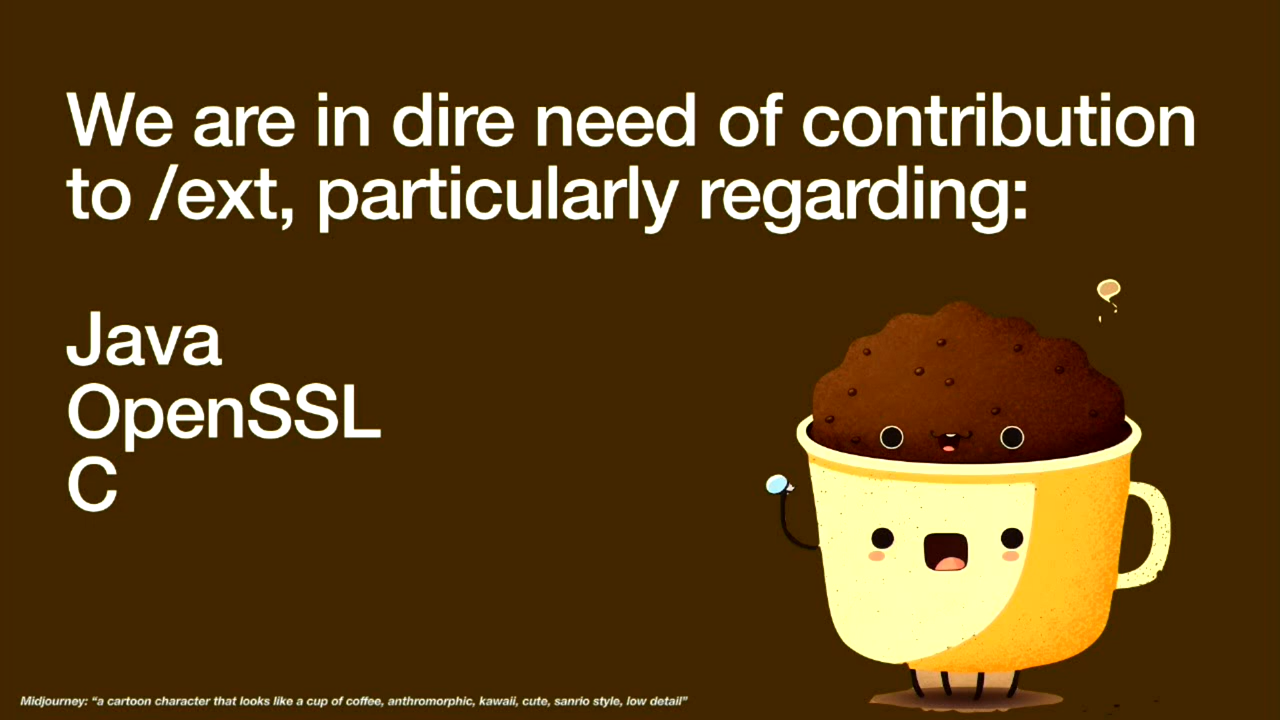 We are in dire need of contribution
to /ext, particularly regarding:
Java
OpenSSL
C
Midjourney: “a cartoon character that looks like a cup of coffee, anthromorphic, kawaii, cute, sanrio style, low detail”